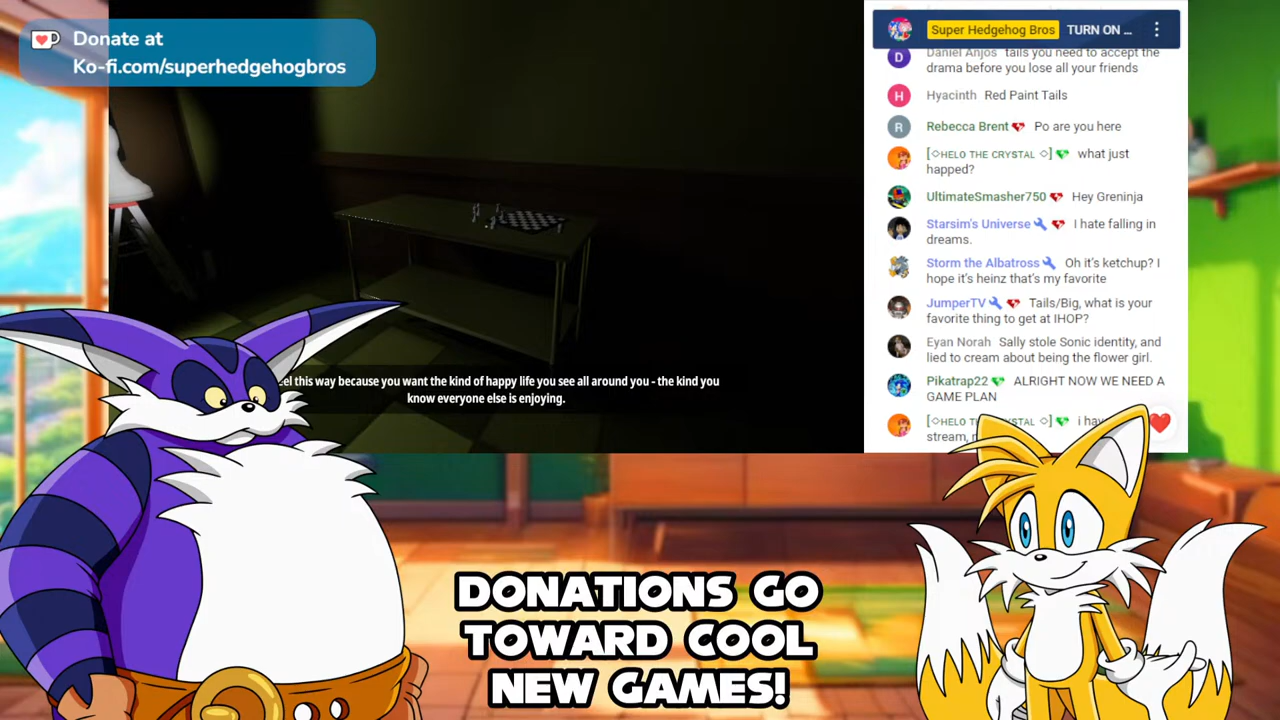 Donate at
Ko-fi.com/superhedgehogbros
Super Hedgehog Bros TURN ON ...
Daniel Anjos tails you need to accept the
drama before you lose all your friends
Hyacinth Red Paint Tails
Rebecca Brent Po are you here
[◇HELO THE CRYSTAL ◇] what just
happed?
UltimateSmasher750 Hey Greninja
Starsim's Universe I hate falling in
dreams.
Storm the Albatross Oh it's ketchup? I
hope it's heinz that's my favorite
JumperTV Tails/Big, what is your
favorite thing to get at IHOP?
Eyan Norah Sally stole Sonic identity, and
lied to cream about being the flower girl.
Pikatrap22 ALRIGHT NOW WE NEED A
GAME PLAN
i
stream,
this way because you want the kind of happy life you see all around you - the kind you
know everyone else is enjoying.
DONATIONS GO
TOWARD COOL
NEW GAMES!